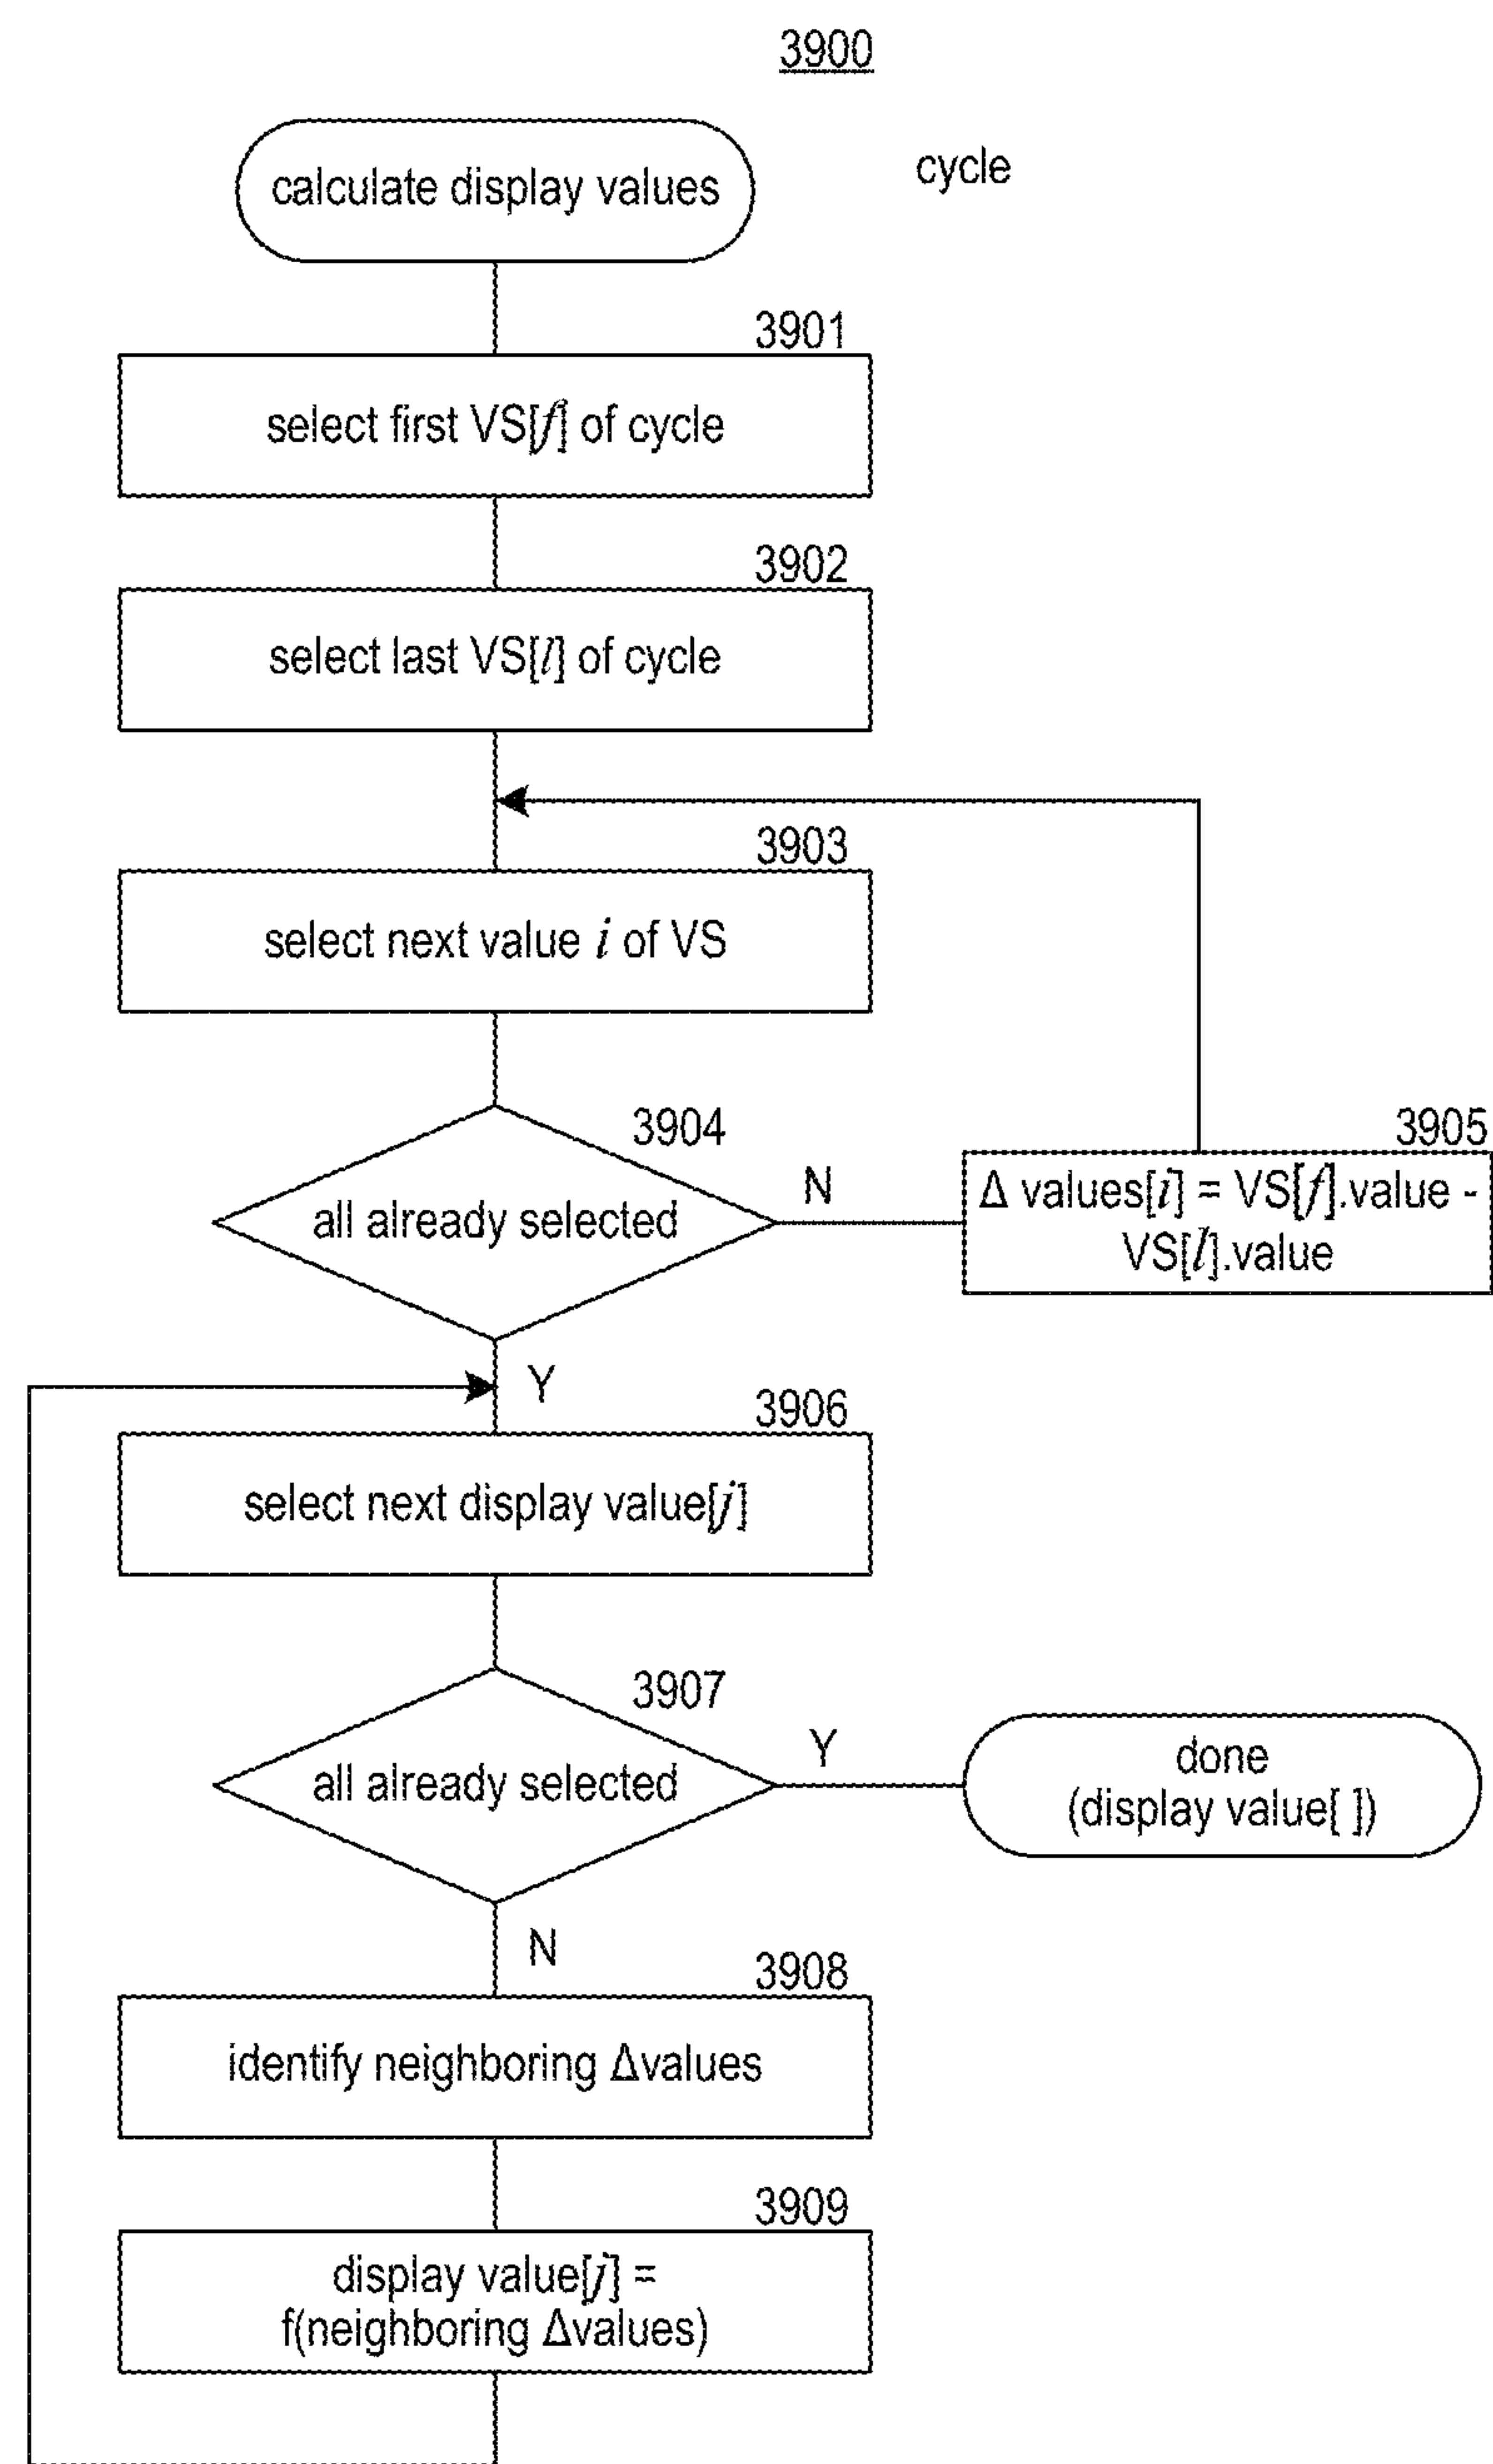 3900
calculate display values
cycle
3901
select first VS[f] of cycle
3902
select last VS[l] of cycle
3903
select next value i of VS
3904
all already selected
N
3905
Δ values[i] = VS[f].value -
VS[l].value
Y
3906
select next display value[j]
3907
all already selected
Y
done
(display value[ ])
N
3908
identify neighboring Δvalues
3909
display value[j] =
f(neighboring Δvalues)